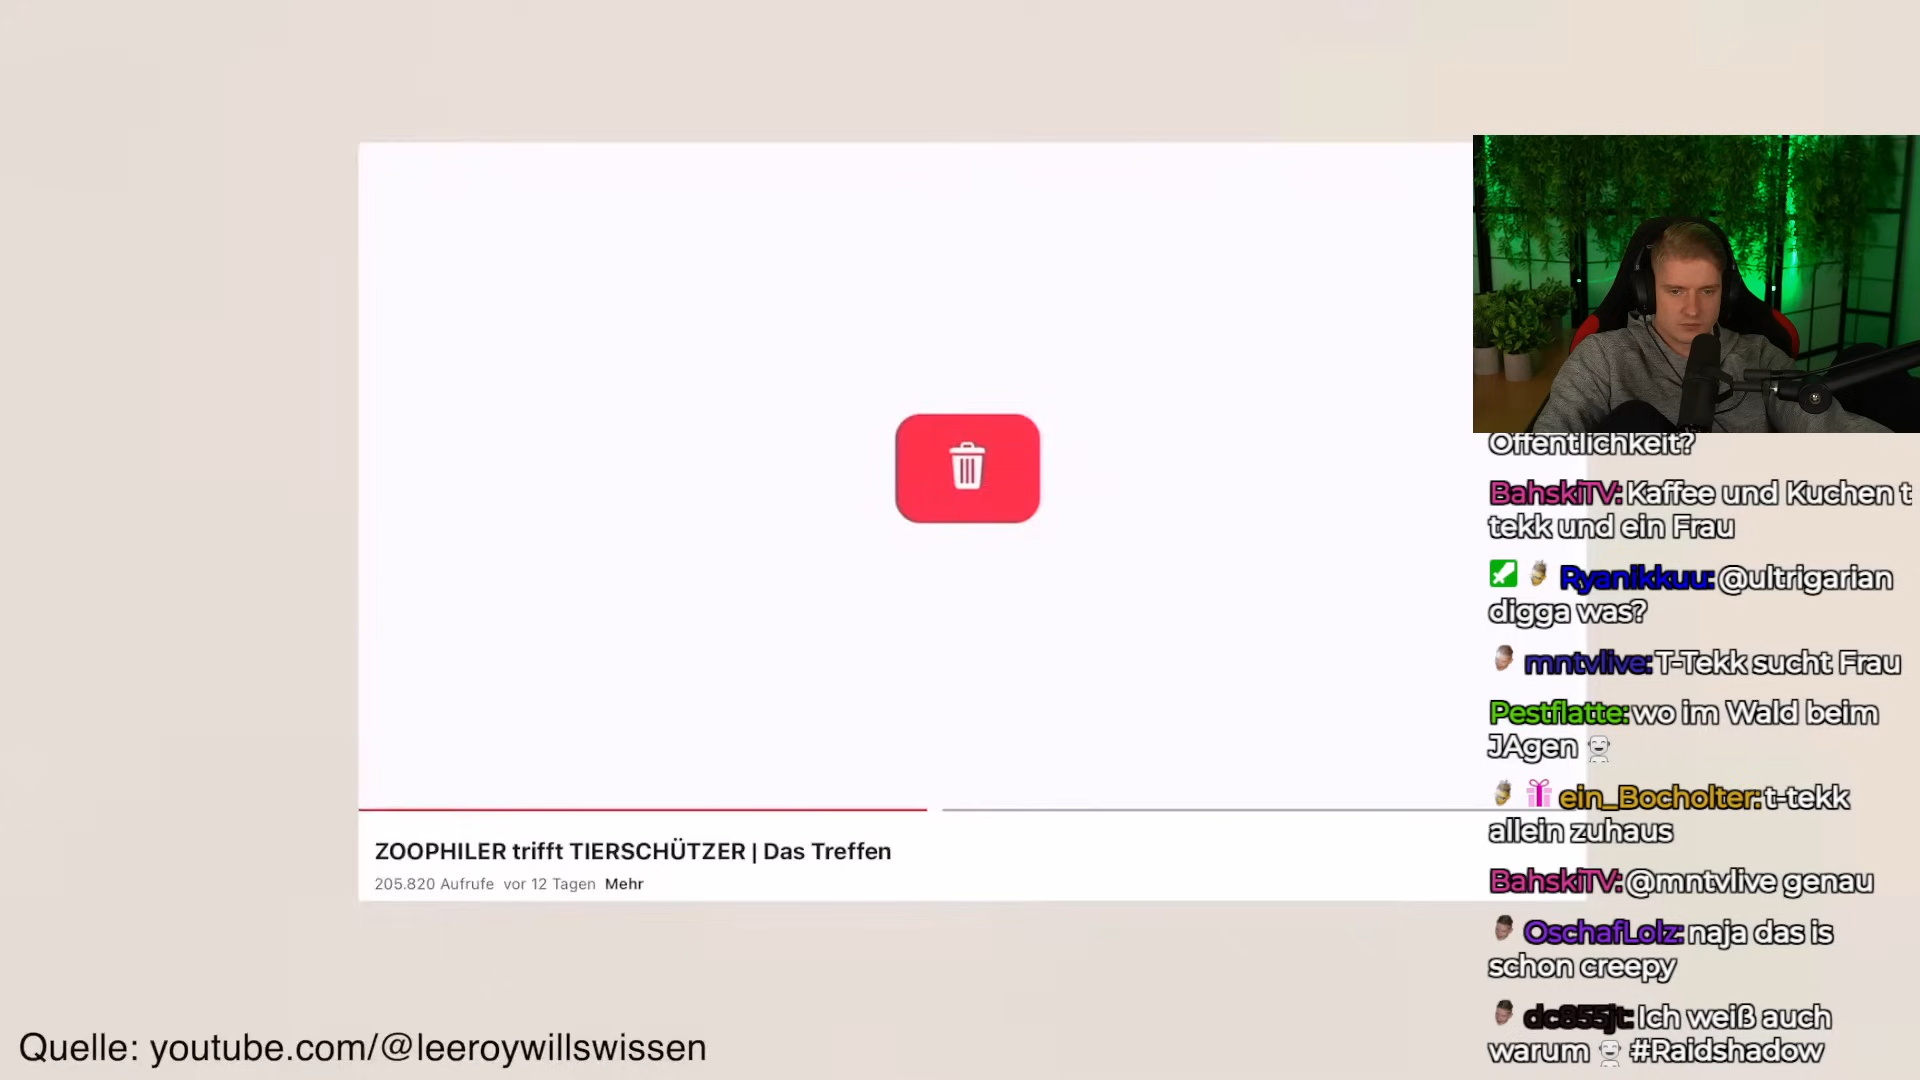 ZOOPHILER trifft TIERSCHÜTZER | Das Treffen
205.820 Aufrufe vor 12 Tagen Mehr
Quelle: youtube.com/@leeroywillswissen
Öffentlichkeit?
BahskiTV: Kaffee und Kuchen t
tekk und ein Frau
Ryanikkuu: @ultrigarian
digga was?
mntvlive: T-Tekk sucht Frau
Pestflatte: wo im Wald beim
JAgen
ein_Bocholter: t-tekk
allein zuhaus
BahskiTV: @mntvlive genau
OschafLolz: naja das is
schon creepy
dc855jt: Ich weiß auch
warum #Raidshadow